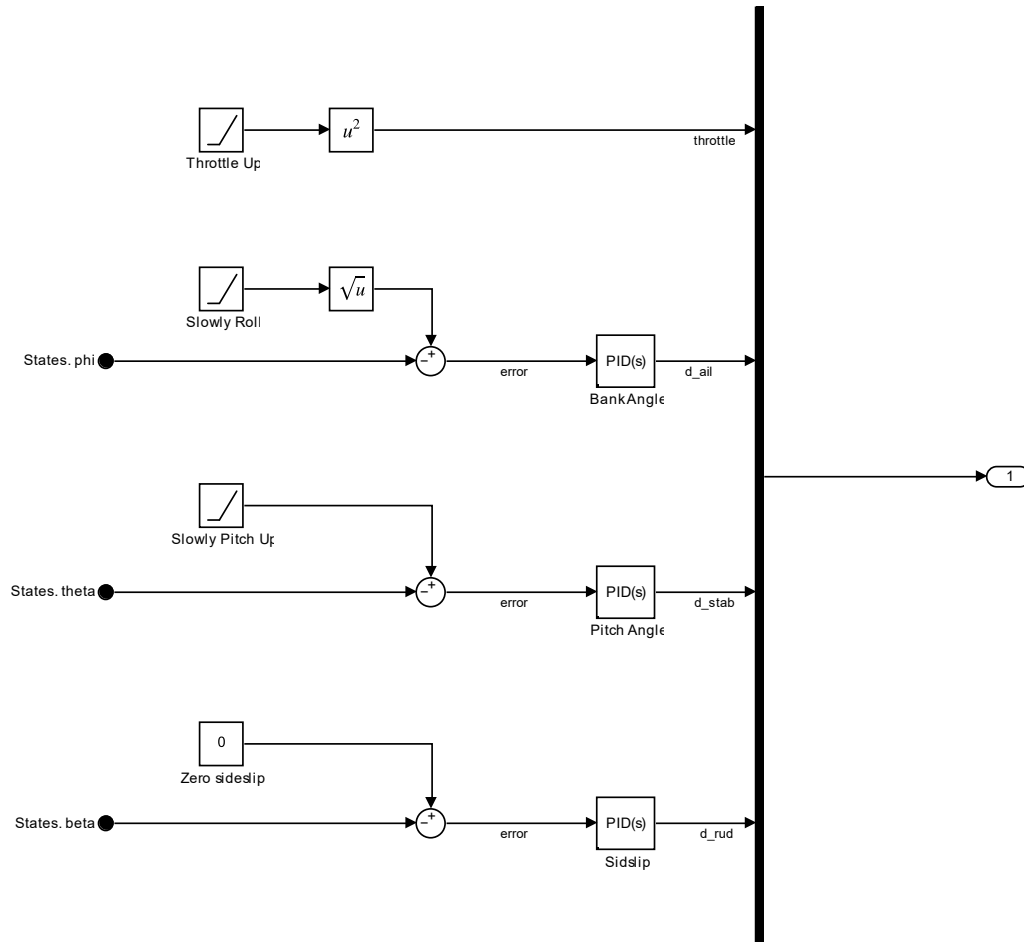 u²
throttle
Throttle Up
Slowly Roll
√u
States. phi
− +
error
PID(s)
d_ail
BankAngle
1
Slowly Pitch Up
States. theta
− +
error
PID(s)
d_stab
Pitch Angle
0
Zero sideslip
States. beta
− +
error
PID(s)
d_rud
Sidslip